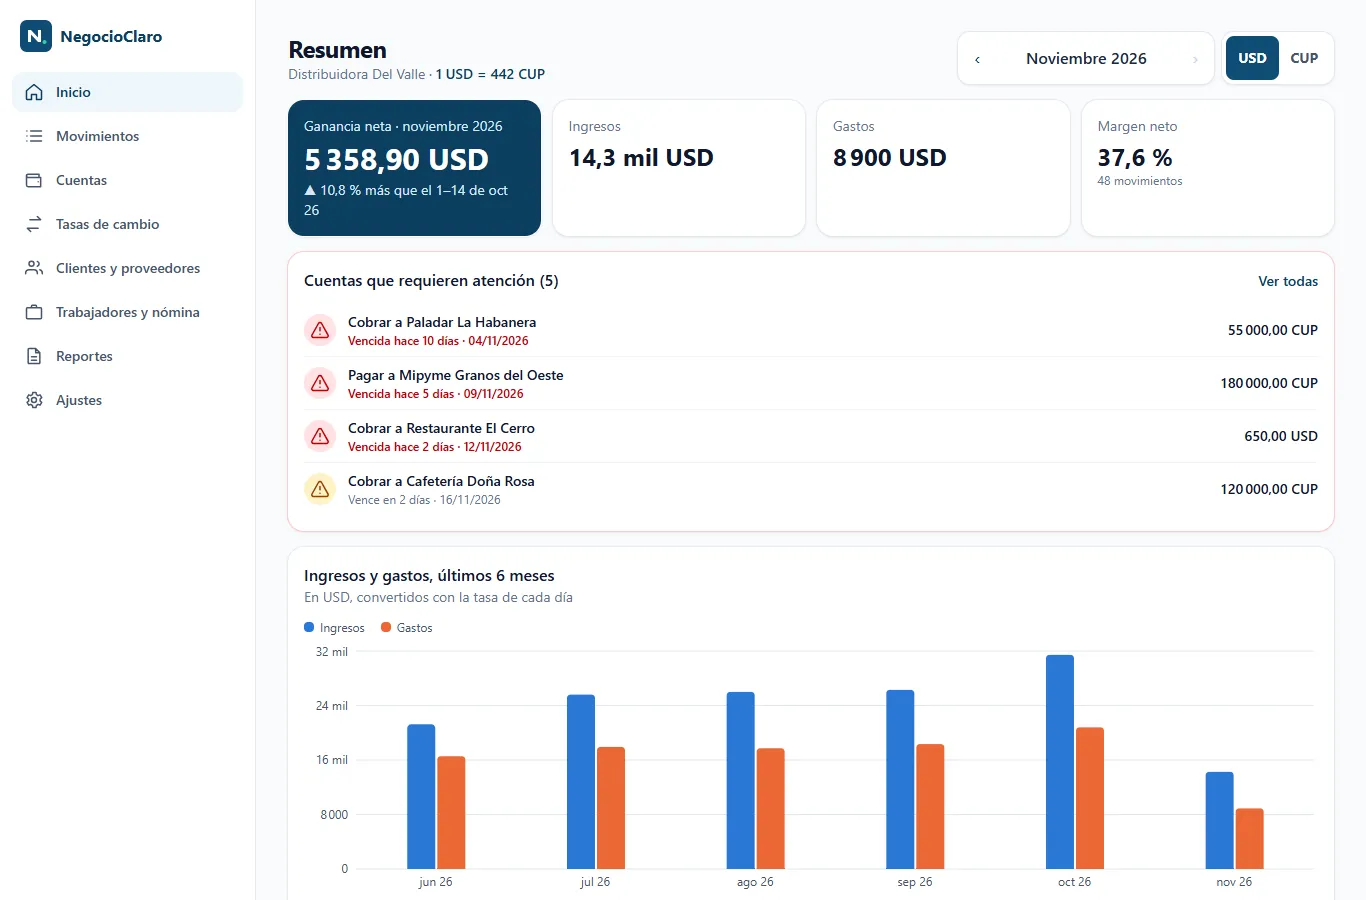 N.
NegocioClaro
Inicio
Movimientos
Cuentas
Tasas de cambio
Clientes y proveedores
Trabajadores y nómina
Reportes
Ajustes
Resumen
Distribuidora Del Valle · 1 USD = 442 CUP
‹ Noviembre 2026 ›
USD CUP
Ganancia neta · noviembre 2026
5 358,90 USD
▲ 10,8 % más que el 1–14 de oct
26
Ingresos
14,3 mil USD
Gastos
8 900 USD
Margen neto
37,6 %
48 movimientos
Cuentas que requieren atención (5)
Ver todas
Cobrar a Paladar La Habanera
Vencida hace 10 días · 04/11/2026
55 000,00 CUP
Pagar a Mipyme Granos del Oeste
Vencida hace 5 días · 09/11/2026
180 000,00 CUP
Cobrar a Restaurante El Cerro
Vencida hace 2 días · 12/11/2026
650,00 USD
Cobrar a Cafetería Doña Rosa
Vence en 2 días · 16/11/2026
120 000,00 CUP
Ingresos y gastos, últimos 6 meses
En USD, convertidos con la tasa de cada día
Ingresos Gastos
32 mil
24 mil
16 mil
8 000
0
jun 26 jul 26 ago 26 sep 26 oct 26 nov 26